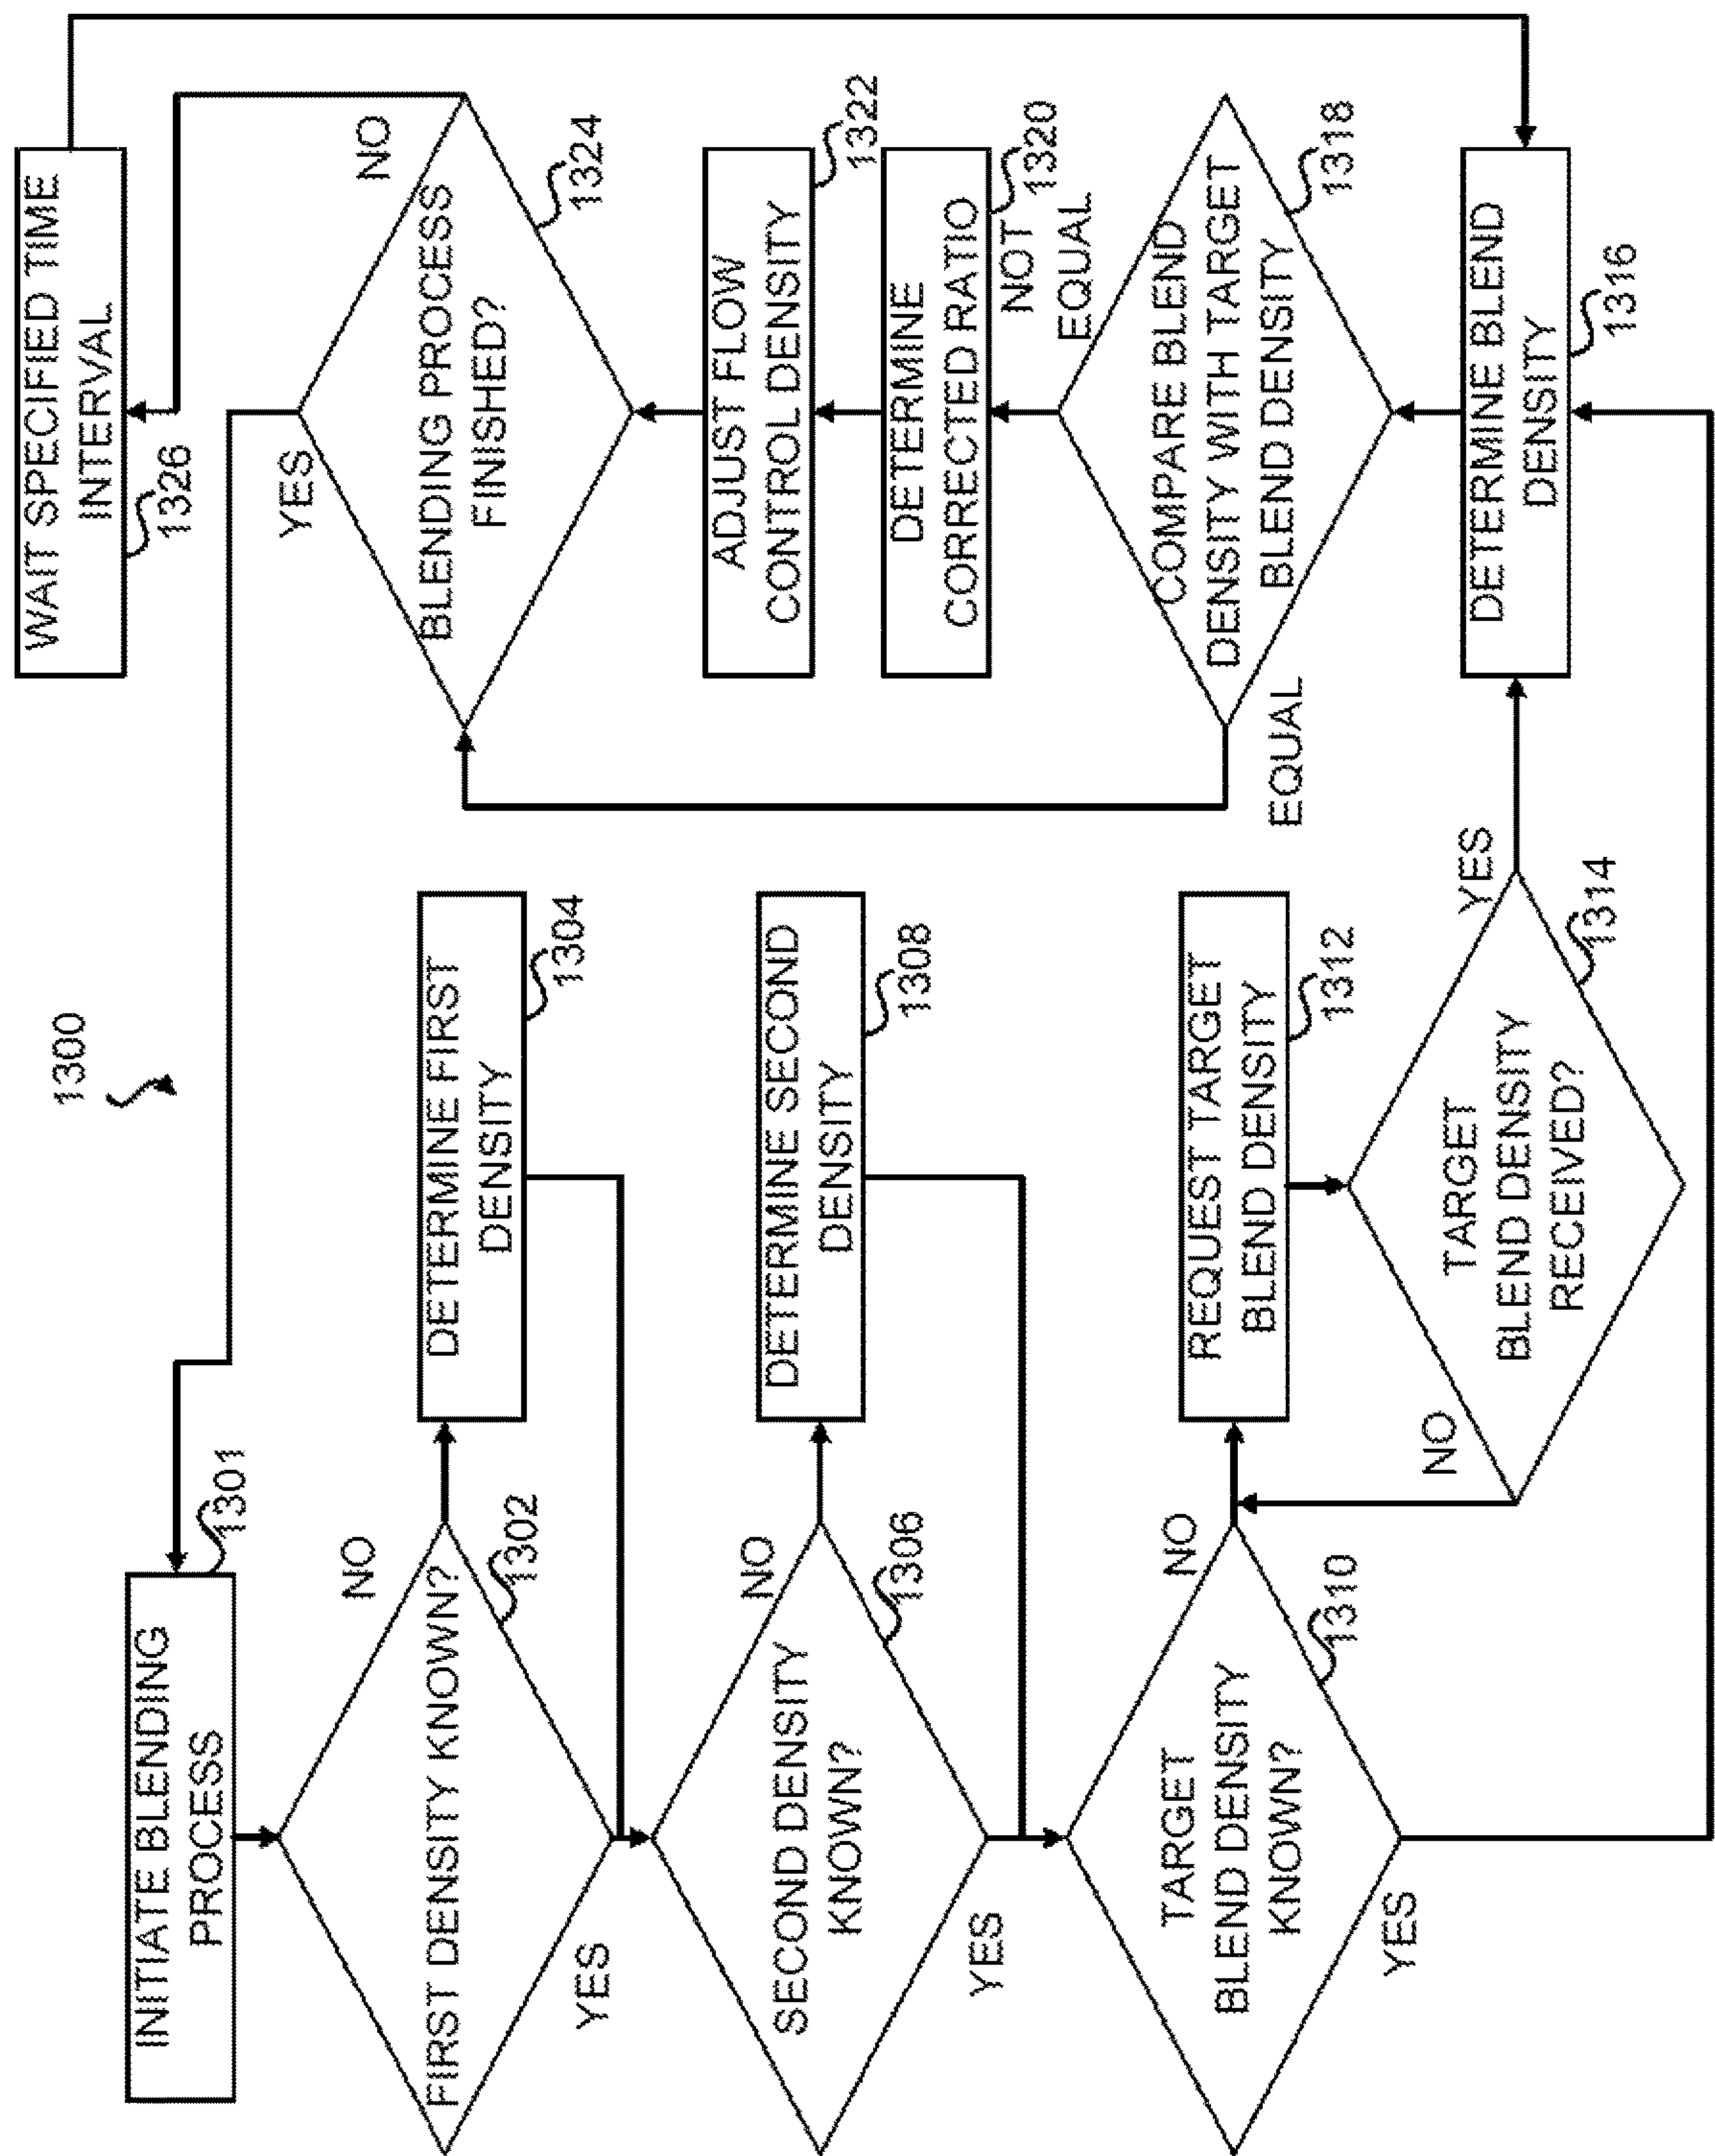 1300
INITIATE BLENDING
PROCESS
1301
FIRST DENSITY KNOWN?
1302
NO
YES
DETERMINE FIRST
DENSITY
1304
SECOND DENSITY
KNOWN?
1306
NO
YES
DETERMINE SECOND
DENSITY
1308
TARGET
BLEND DENSITY
KNOWN?
1310
NO
YES
REQUEST TARGET
BLEND DENSITY
1312
TARGET
BLEND DENSITY
RECEIVED?
1314
NO
YES
DETERMINE BLEND
DENSITY
1316
COMPARE BLEND
DENSITY WITH TARGET
BLEND DENSITY
1318
EQUAL
NOT
EQUAL
DETERMINE
CORRECTED RATIO
1320
ADJUST FLOW
CONTROL DENSITY
1322
BLENDING PROCESS
FINISHED?
1324
YES
NO
WAIT SPECIFIED TIME
INTERVAL
1326